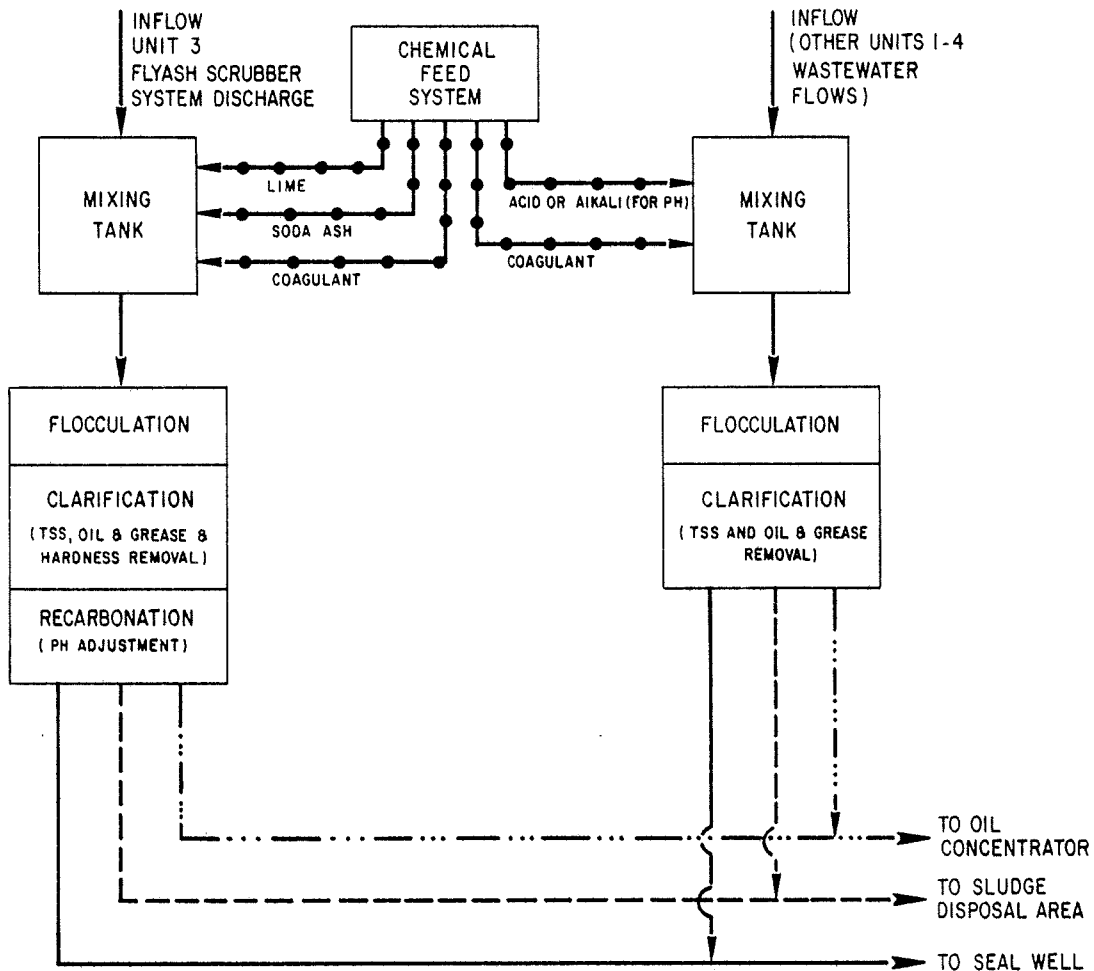 INFLOW
UNIT 3
FLYASH SCRUBBER
SYSTEM DISCHARGE
CHEMICAL
FEED
SYSTEM
INFLOW
(OTHER UNITS 1-4
WASTEWATER
FLOWS)
MIXING
TANK
LIME
SODA ASH
COAGULANT
ACID OR AIKALI (FOR PH)
COAGULANT
MIXING
TANK
FLOCCULATION
CLARIFICATION
(TSS, OIL & GREASE &
HARDNESS REMOVAL)
RECARBONATION
(PH ADJUSTMENT)
FLOCCULATION
CLARIFICATION
(TSS AND OIL & GREASE
REMOVAL)
TO OIL
CONCENTRATOR
TO SLUDGE
DISPOSAL AREA
TO SEAL WELL